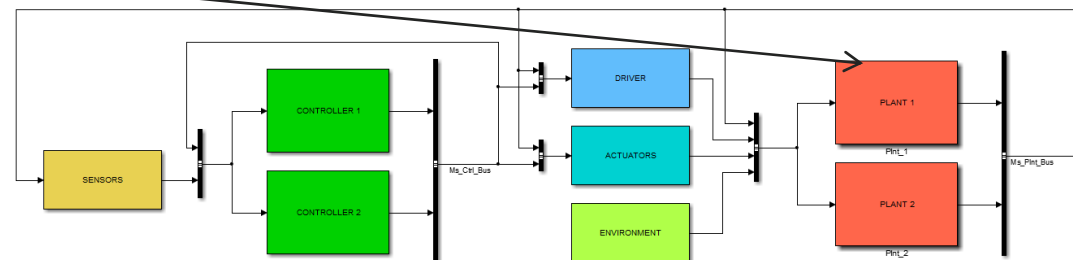 DRIVER
CONTROLLER 1
PLANT 1
Plnt_1
ACTUATORS
Ms_Ctrl_Bus
Ms_Plnt_Bus
SENSORS
CONTROLLER 2
PLANT 2
ENVIRONMENT
Plnt_2